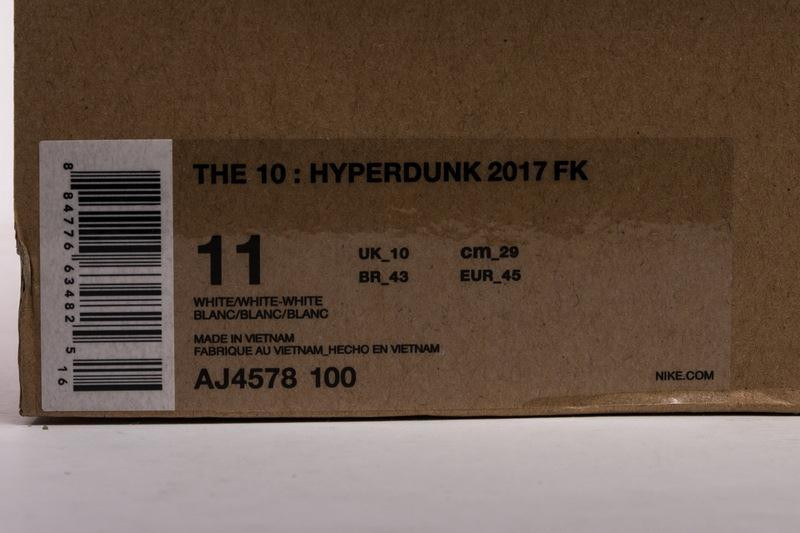 THE 10 : HYPERDUNK 2017 FK
11
UK_10 cm_29
BR_43 EUR_45
WHITE/WHITE-WHITE
BLANC/BLANC/BLANC
MADE IN VIETNAM
FABRIQUE AU VIETNAM_HECHO EN VIETNAM
AJ4578 100
NIKE.COM
8 84776 63482 5 16